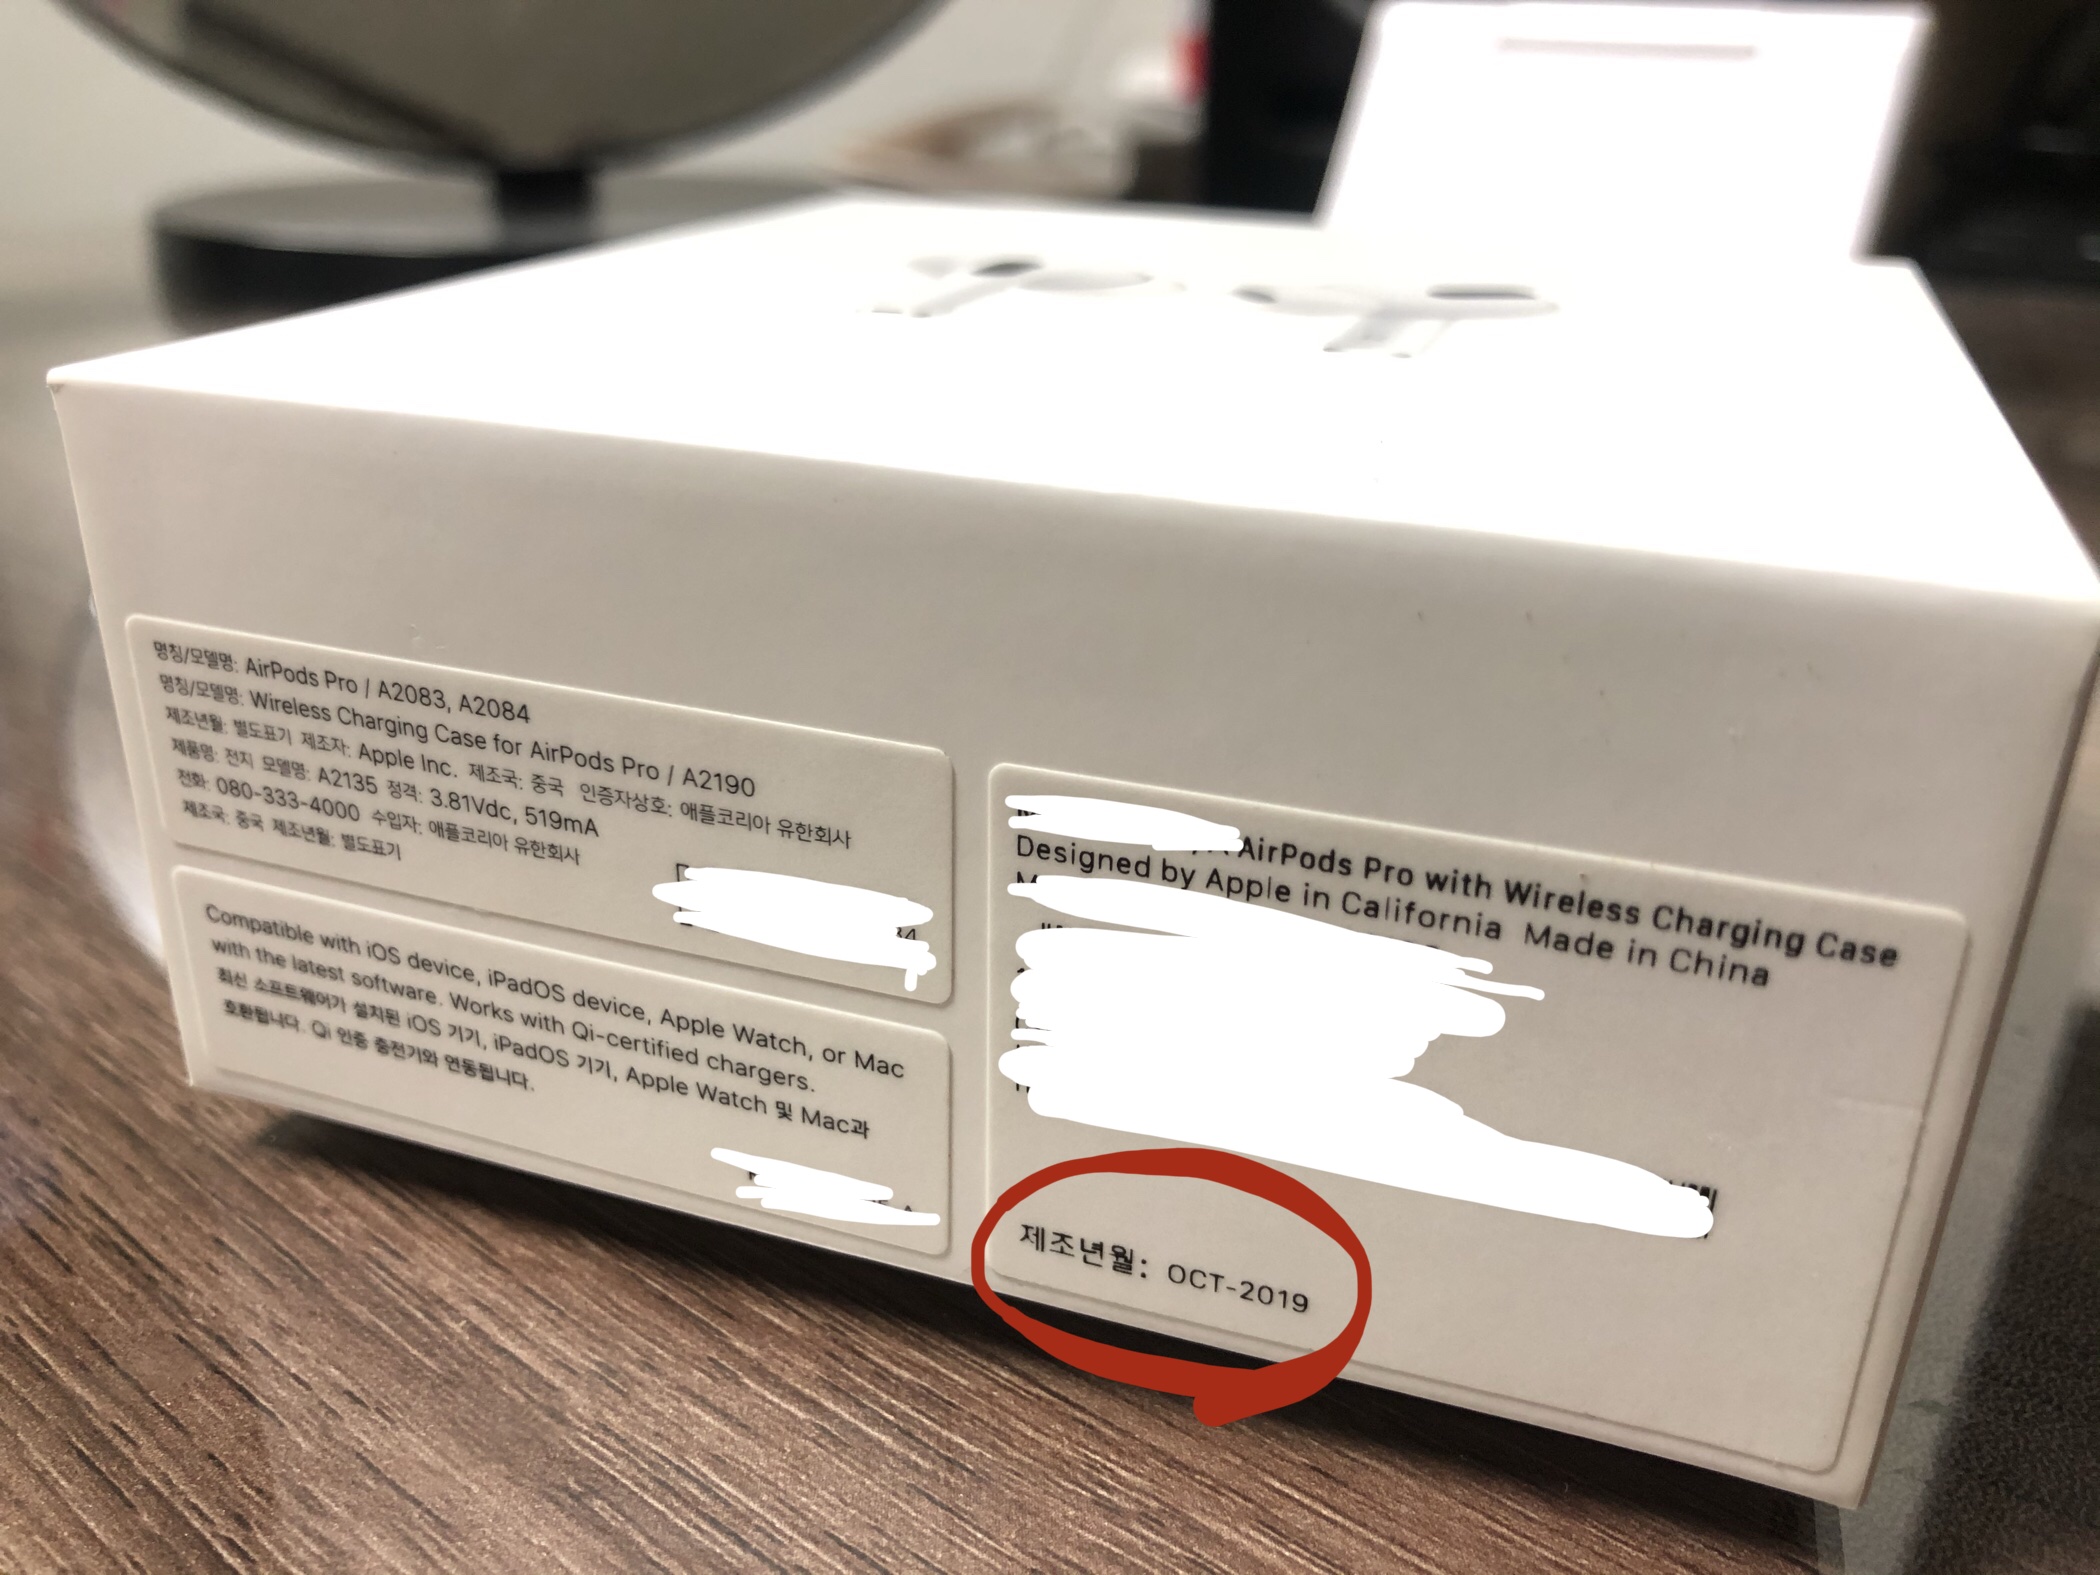 명칭/모델명: AirPods Pro / A2083, A2084
명칭/모델명: Wireless Charging Case for AirPods Pro / A2190
제조년월: 별도표기 제조자: Apple Inc. 제조국: 중국 인증자상호: 애플코리아 유한회사
제품명: 전지 모델명: A2135 정격: 3.81Vdc, 519mA
전화: 080-333-4000 수입자: 애플코리아 유한회사
제조국: 중국 제조년월: 별도표기
Compatible with iOS device, iPadOS device, Apple Watch, or Mac
with the latest software. Works with Qi-certified chargers.
최신 소프트웨어가 설치된 iOS 기기, iPadOS 기기, Apple Watch 및 Mac과
호환됩니다. Qi 인증 충전기와 연동됩니다.
AirPods Pro with Wireless Charging Case
Designed by Apple in California Made in China
제조년월: OCT-2019